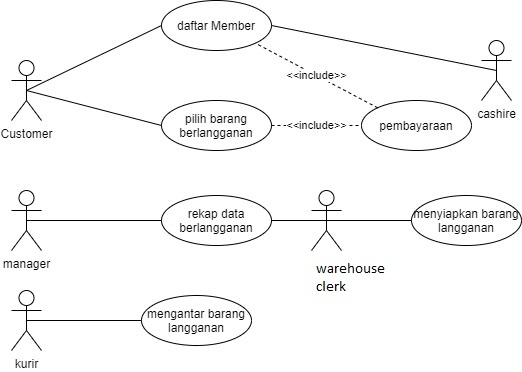 daftar Member
<<include>>
cashire
Customer
pilih barang
berlangganan
<<include>>
pembayaraan
rekap data
berlangganan
menyiapkan barang
langganan
manager
warehouse
clerk
mengantar barang
langganan
kurir